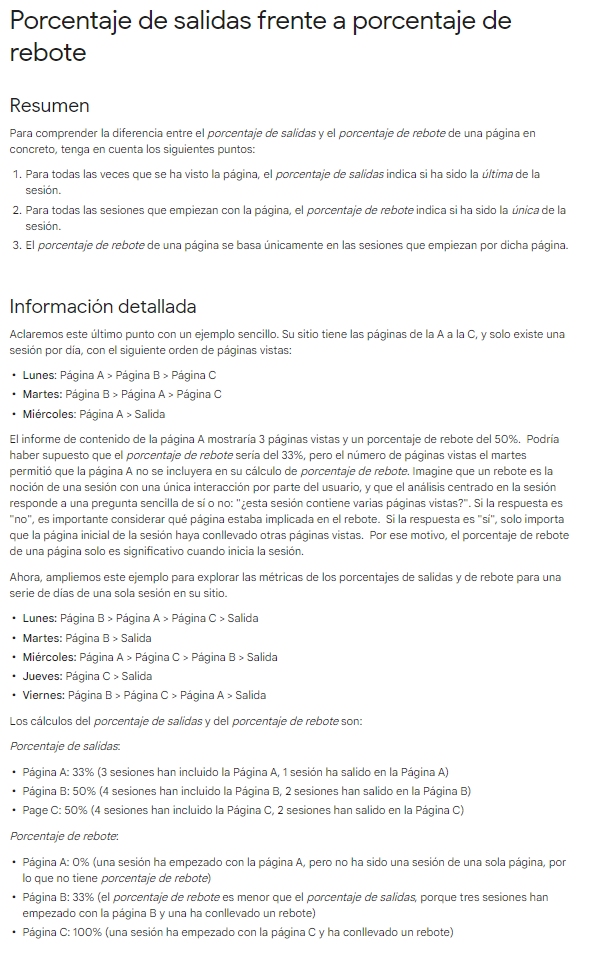 Porcentaje de salidas frente a porcentaje de
rebote
Resumen
Para comprender la diferencia entre el porcentaje de salidas y el porcentaje de rebote de una página en
concreto, tenga en cuenta los siguientes puntos:
1. Para todas las veces que se ha visto la página, el porcentaje de salidas indica si ha sido la última de la
sesión.
2. Para todas las sesiones que empiezan con la página, el porcentaje de rebote indica si ha sido la única de la
sesión.
3. El porcentaje de rebote de una página se basa únicamente en las sesiones que empiezan por dicha página.
Información detallada
Aclaremos este último punto con un ejemplo sencillo. Su sitio tiene las páginas de la A a la C, y solo existe una
sesión por día, con el siguiente orden de páginas vistas:
• Lunes: Página A > Página B > Página C
• Martes: Página B > Página A > Página C
• Miércoles: Página A > Salida
El informe de contenido de la página A mostraría 3 páginas vistas y un porcentaje de rebote del 50%. Podría
haber supuesto que el porcentaje de rebote sería del 33%, pero el número de páginas vistas el martes
permitió que la página A no se incluyera en su cálculo de porcentaje de rebote. Imagine que un rebote es la
noción de una sesión con una única interacción por parte del usuario, y que el análisis centrado en la sesión
responde a una pregunta sencilla de sí o no: "¿esta sesión contiene varias páginas vistas?". Si la respuesta es
"no", es importante considerar qué página estaba implicada en el rebote. Si la respuesta es "sí", solo importa
que la página inicial de la sesión haya conllevado otras páginas vistas. Por ese motivo, el porcentaje de rebote
de una página solo es significativo cuando inicia la sesión.
Ahora, ampliemos este ejemplo para explorar las métricas de los porcentajes de salidas y de rebote para una
serie de días de una sola sesión en su sitio.
• Lunes: Página B > Página A > Página C > Salida
• Martes: Página B > Salida
• Miércoles: Página A > Página C > Página B > Salida
• Jueves: Página C > Salida
• Viernes: Página B > Página C > Página A > Salida
Los cálculos del porcentaje de salidas y del porcentaje de rebote son:
Porcentaje de salidas:
• Página A: 33% (3 sesiones han incluido la Página A, 1 sesión ha salido en la Página A)
• Página B: 50% (4 sesiones han incluido la Página B, 2 sesiones han salido en la Página B)
• Page C: 50% (4 sesiones han incluido la Página C, 2 sesiones han salido en la Página C)
Porcentaje de rebote:
• Página A: 0% (una sesión ha empezado con la página A, pero no ha sido una sesión de una sola página, por
lo que no tiene porcentaje de rebote)
• Página B: 33% (el porcentaje de rebote es menor que el porcentaje de salidas, porque tres sesiones han
empezado con la página B y una ha conllevado un rebote)
• Página C: 100% (una sesión ha empezado con la página C y ha conllevado un rebote)